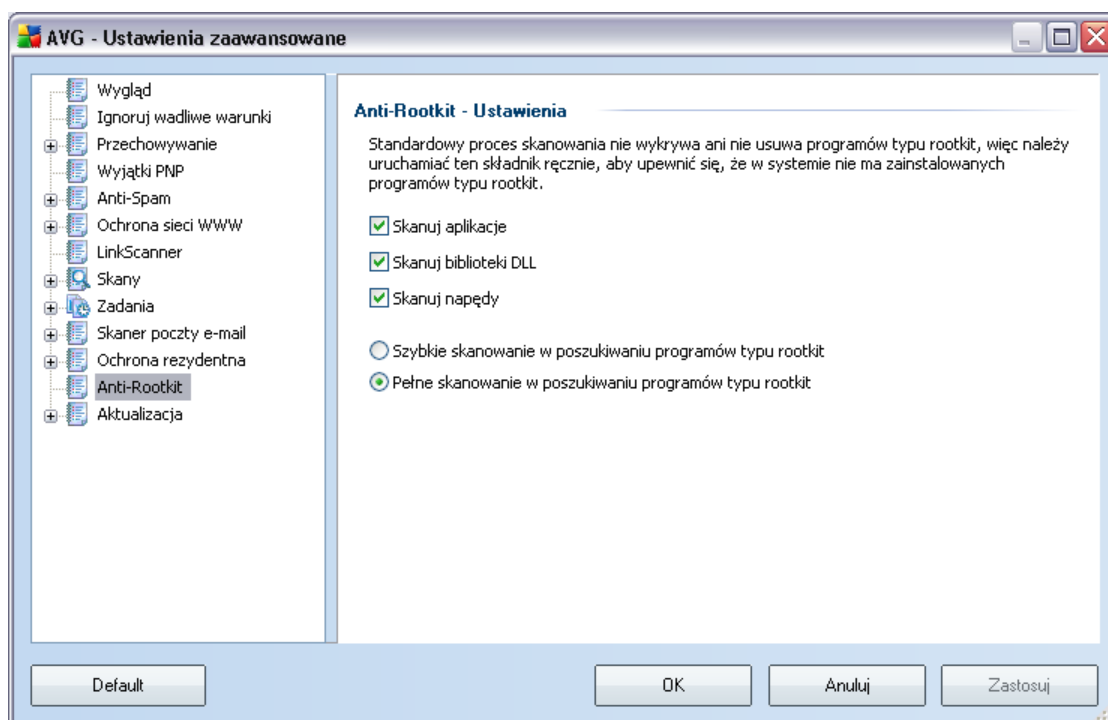 AVG - Ustawienia zaawansowane
Wygląd
Ignoruj wadliwe warunki
Przechowywanie
Wyjątki PNP
Anti-Spam
Ochrona sieci WWW
LinkScanner
Skany
Zadania
Skaner poczty e-mail
Ochrona rezydentna
Anti-Rootkit
Aktualizacja
Anti-Rootkit - Ustawienia
Standardowy proces skanowania nie wykrywa ani nie usuwa programów typu rootkit, więc należy
uruchamiać ten składnik ręcznie, aby upewnić się, że w systemie nie ma zainstalowanych
programów typu rootkit.
Skanuj aplikacje
Skanuj biblioteki DLL
Skanuj napędy
Szybkie skanowanie w poszukiwaniu programów typu rootkit
Pełne skanowanie w poszukiwaniu programów typu rootkit
Default
OK
Anuluj
Zastosuj